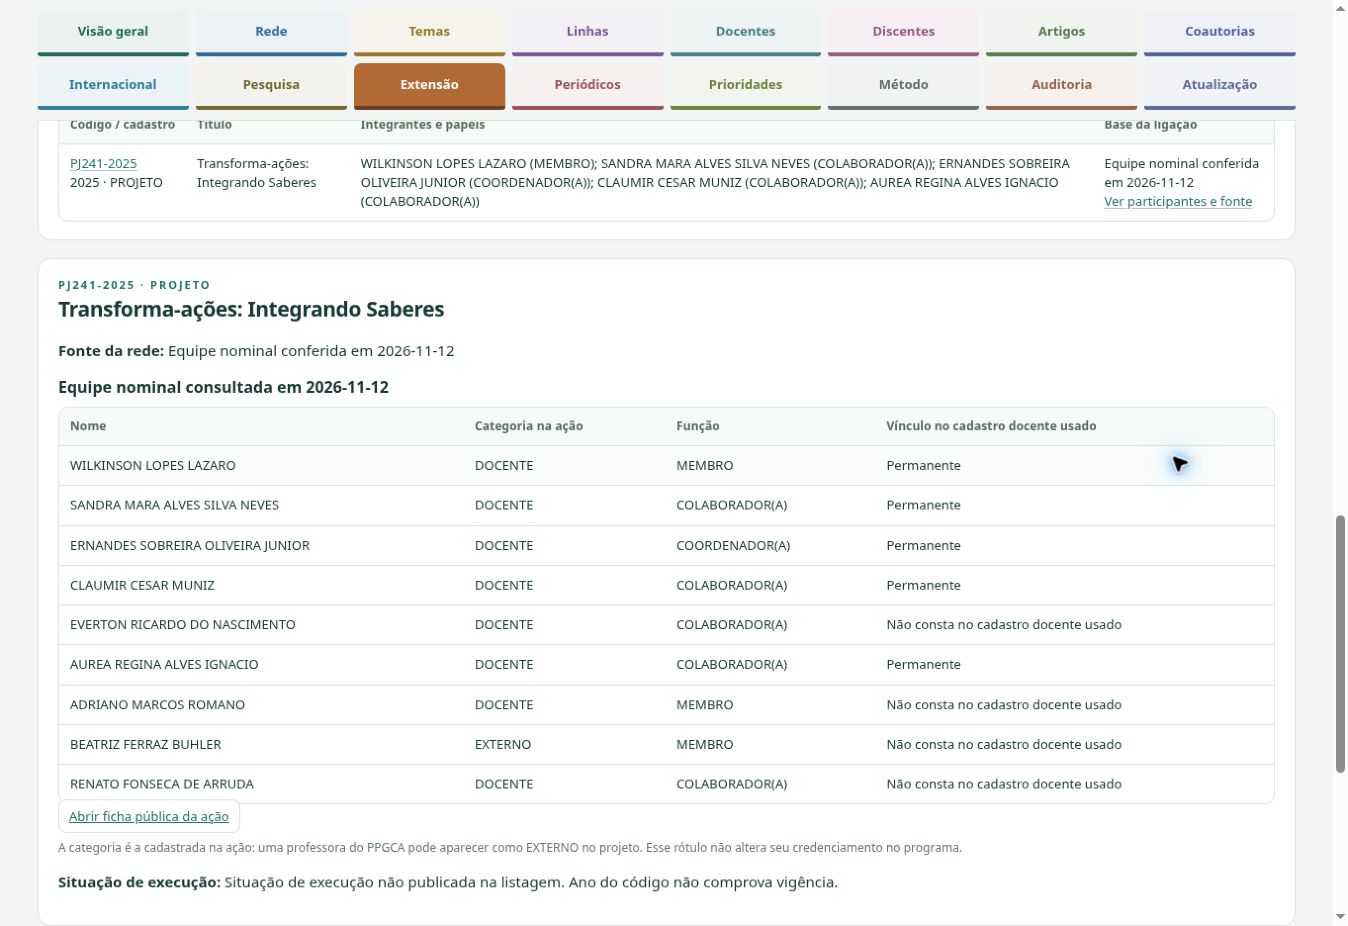 Visão geral
Rede
Temas
Linhas
Docentes
Discentes
Artigos
Coautorias
Internacional
Pesquisa
Extensão
Periódicos
Prioridades
Método
Auditoria
Atualização
Código / cadastro
Título
Integrantes e papéis
Base da ligação
PJ241-2025
2025 · PROJETO
Transforma-ações:
Integrando Saberes
WILKINSON LOPES LAZARO (MEMBRO); SANDRA MARA ALVES SILVA NEVES (COLABORADOR(A)); ERNANDES SOBREIRA
OLIVEIRA JUNIOR (COORDENADOR(A)); CLAUMIR CESAR MUNIZ (COLABORADOR(A)); AUREA REGINA ALVES IGNACIO
(COLABORADOR(A))
Equipe nominal conferida
em 2026-11-12
Ver participantes e fonte
PJ241-2025 · PROJETO
Transforma-ações: Integrando Saberes
Fonte da rede: Equipe nominal conferida em 2026-11-12
Equipe nominal consultada em 2026-11-12
Nome Categoria na ação Função Vínculo no cadastro docente usado
WILKINSON LOPES LAZARO DOCENTE MEMBRO Permanente
SANDRA MARA ALVES SILVA NEVES DOCENTE COLABORADOR(A) Permanente
ERNANDES SOBREIRA OLIVEIRA JUNIOR DOCENTE COORDENADOR(A) Permanente
CLAUMIR CESAR MUNIZ DOCENTE COLABORADOR(A) Permanente
EVERTON RICARDO DO NASCIMENTO DOCENTE COLABORADOR(A) Não consta no cadastro docente usado
AUREA REGINA ALVES IGNACIO DOCENTE COLABORADOR(A) Permanente
ADRIANO MARCOS ROMANO DOCENTE MEMBRO Não consta no cadastro docente usado
BEATRIZ FERRAZ BUHLER EXTERNO MEMBRO Não consta no cadastro docente usado
RENATO FONSECA DE ARRUDA DOCENTE COLABORADOR(A) Não consta no cadastro docente usado
Abrir ficha pública da ação
A categoria é a cadastrada na ação: uma professora do PPGCA pode aparecer como EXTERNO no projeto. Esse rótulo não altera seu credenciamento no programa.
Situação de execução: Situação de execução não publicada na listagem. Ano do código não comprova vigência.